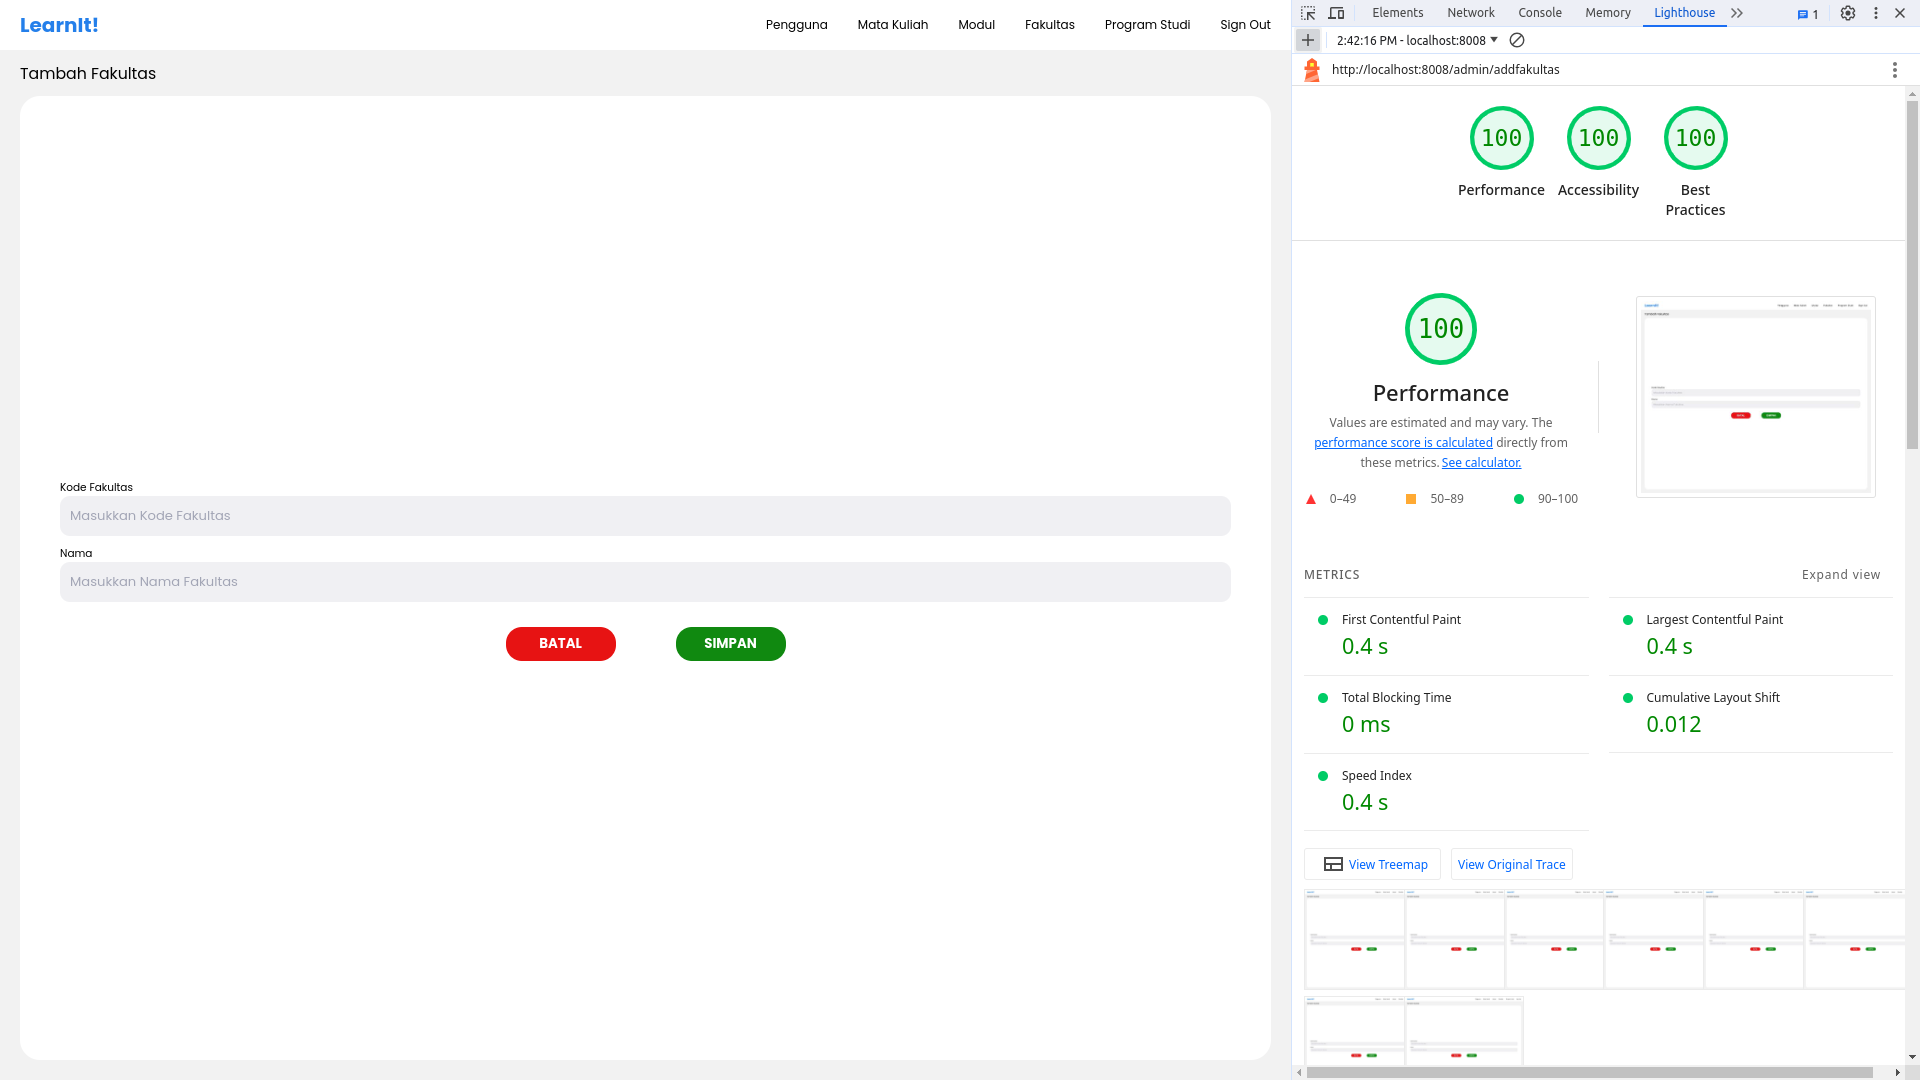 LearnIt!
Pengguna Mata Kuliah Modul Fakultas Program Studi Sign Out
Tambah Fakultas
Kode Fakultas
Masukkan Kode Fakultas
Nama
Masukkan Nama Fakultas
BATAL SIMPAN
Elements Network Console Memory Lighthouse 1
2:42:16 PM - localhost:8008
http://localhost:8008/admin/addfakultas
100 100 100
Performance Accessibility Best
Practices
100
Performance
Values are estimated and may vary. The
performance score is calculated directly from
these metrics. See calculator.
0–49 50–89 90–100
METRICS Expand view
First Contentful Paint
0.4 s
Largest Contentful Paint
0.4 s
Total Blocking Time
0 ms
Cumulative Layout Shift
0.012
Speed Index
0.4 s
View Treemap View Original Trace